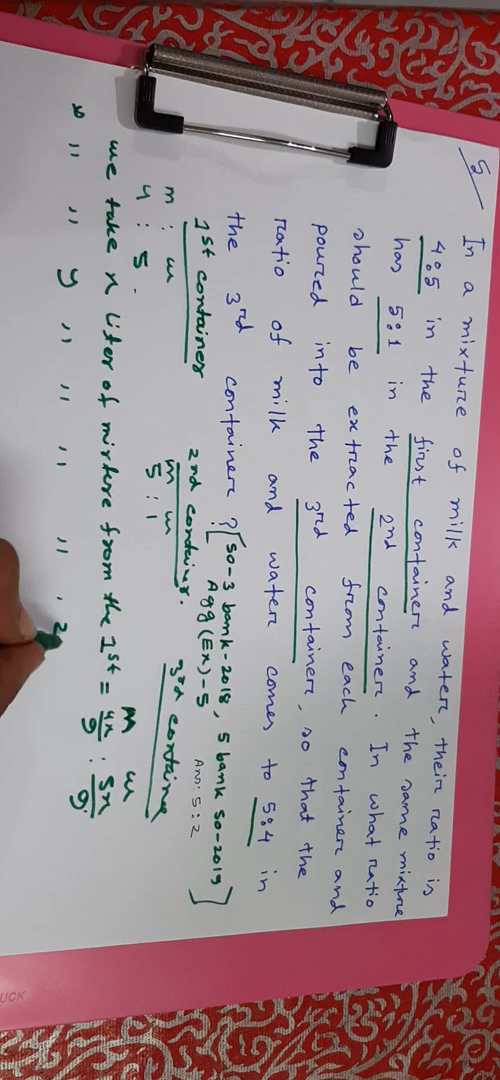 5
In a mixture of milk and water, their ratio is
4:5 in the first container and the same mixture
has 5:1 in the 2nd container. In what ratio
should be extracted from each container and
poured into the 3rd container, so that the
ratio of milk and water comes to 5:4 in
the 3rd container? [SO-3 bank-2018, 5 bank SO-2019]
Agg (Ex)-5
Ans: 5:2
1st container 2nd container. 3rd containe
m : w m w
4 : 5. 5 : 1
M w
we take x liter of mixture from the 1st = 4x/9 : 5x/9
" " " y " " " " " 2
UCK